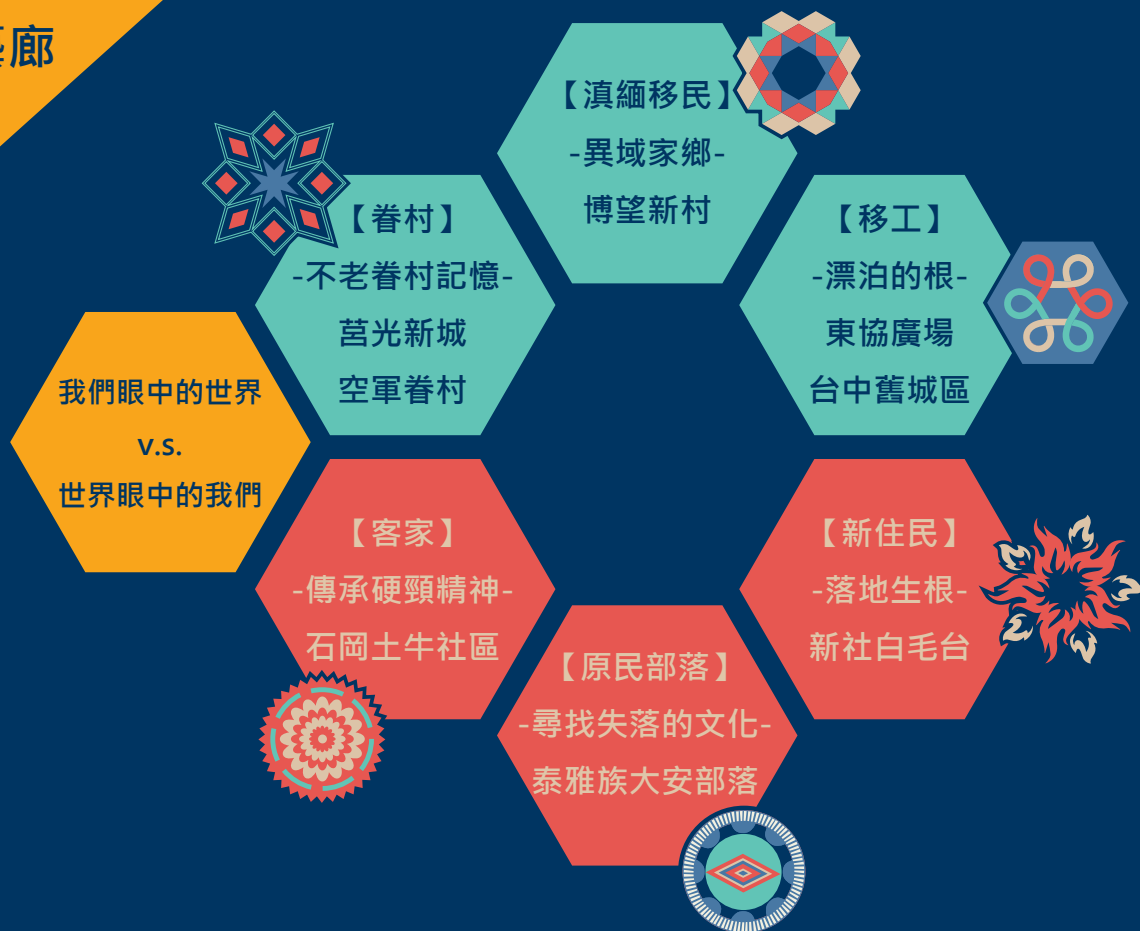 廊
【滇緬移民】
-異域家鄉-
博望新村
【眷村】
-不老眷村記憶-
莒光新城
空軍眷村
【移工】
-漂泊的根-
東協廣場
台中舊城區
我們眼中的世界
V.S.
世界眼中的我們
【客家】
-傳承硬頸精神-
石岡土牛社區
【原民部落】
-尋找失落的文化-
泰雅族大安部落
【新住民】
-落地生根-
新社白毛台